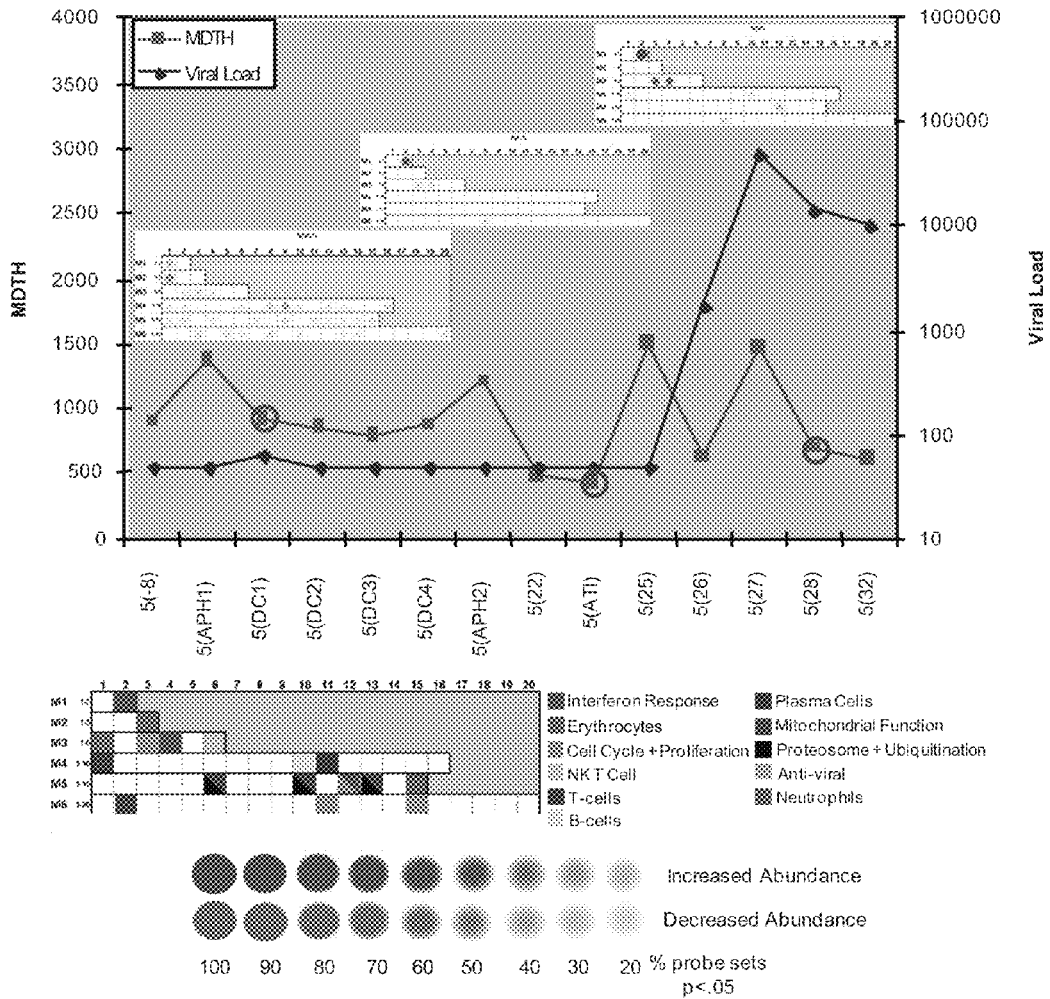 4000
3500
3000
2500
2000
1500
1000
500
0
MDTH
MDTH
Viral Load
1000000
100000
10000
1000
100
10
Viral Load
5(-8)
5(APH1)
5(DC1)
5(DC2)
5(DC3)
5(DC4)
5(APH2)
5(22)
5(ATI)
5(25)
5(26)
5(27)
5(28)
5(32)
1 2 3 4 5 6 7 8 9 10 11 12 13 14 15 16 17 18 19 20
M1
M2
M3
M4
M5
M6
Interferon Response
Erythrocytes
Cell Cycle + Proliferation
NKT Cell
T-cells
B-cells
Plasma Cells
Mitochondrial Function
Proteosome + Ubiquitination
Anti-viral
Neutrophils
Increased Abundance
Decreased Abundance
100 90 80 70 60 50 40 30 20 % probe sets
p<.05